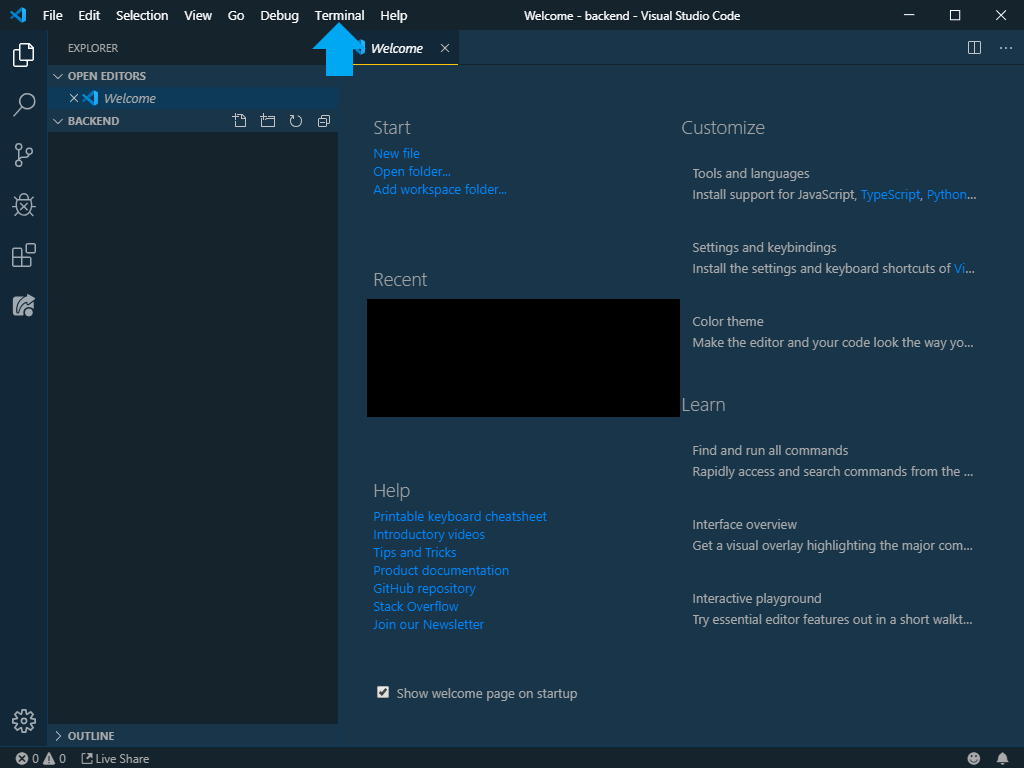 File Edit Selection View Go Debug Terminal Help Welcome - backend - Visual Studio Code
EXPLORER
Welcome
OPEN EDITORS
Welcome
BACKEND
Start
New file
Open folder...
Add workspace folder...
Recent
Help
Printable keyboard cheatsheet
Introductory videos
Tips and Tricks
Product documentation
GitHub repository
Stack Overflow
Join our Newsletter
Show welcome page on startup
Customize
Tools and languages
Install support for JavaScript, TypeScript, Python...
Settings and keybindings
Install the settings and keyboard shortcuts of Vi...
Color theme
Make the editor and your code look the way yo...
Learn
Find and run all commands
Rapidly access and search commands from the ...
Interface overview
Get a visual overlay highlighting the major com...
Interactive playground
Try essential editor features out in a short walkt...
OUTLINE
0 0 Live Share